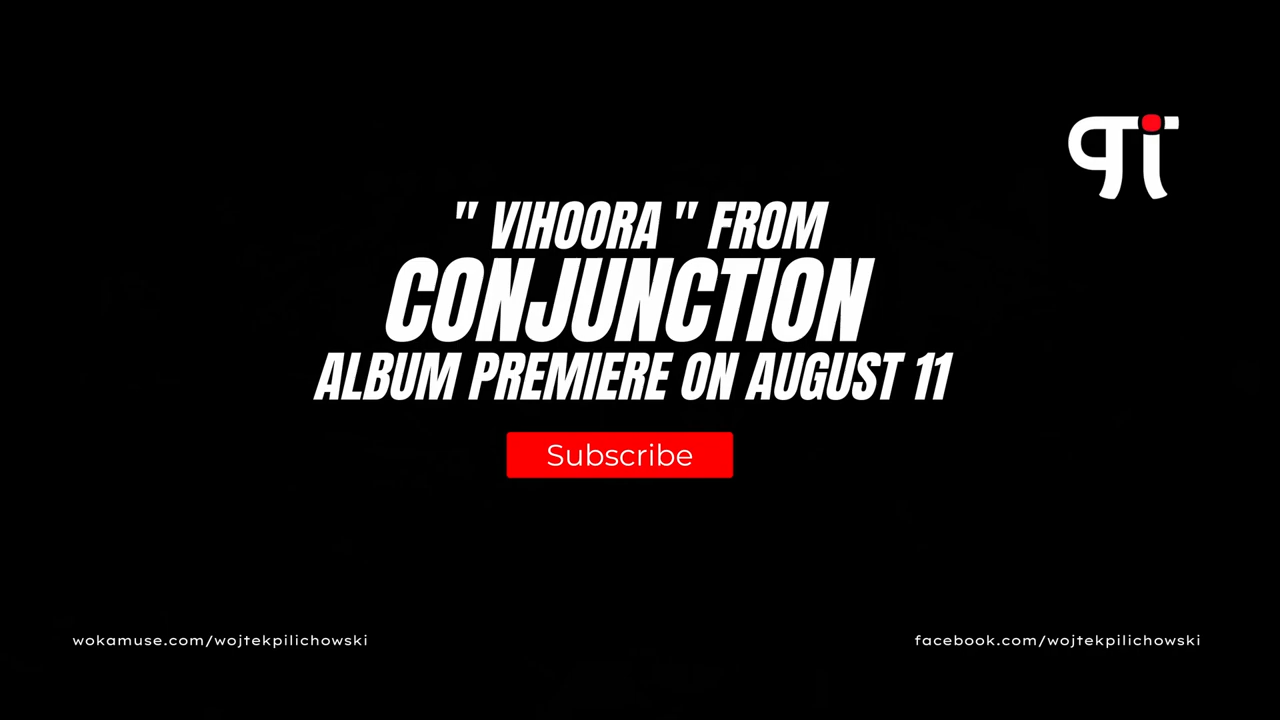 " VIHOORA " FROM
CONJUNCTION
ALBUM PREMIERE ON AUGUST 11
Subscribe
wokamuse.com/wojtekpilichowski
facebook.com/wojtekpilichowski